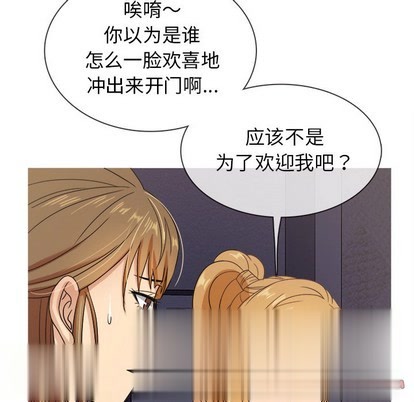 唉唷～
你以为是谁
怎么一脸欢喜地
冲出来开门啊...
应该不是
为了欢迎我吧？